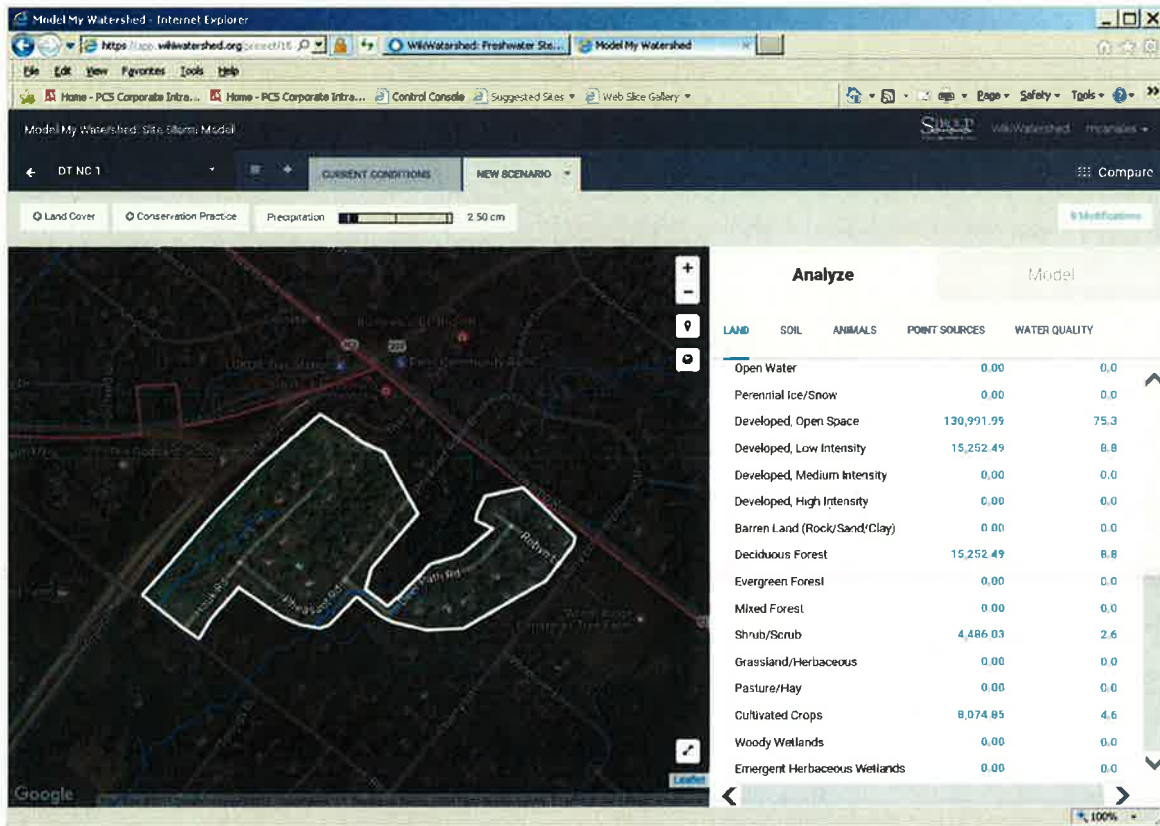 Model My Watershed - Internet Explorer
WikiWatershed: Freshwater Ste... Model My Watershed
File Edit View Favorites Tools Help
Home - PCS Corporate Intra... Home - PCS Corporate Intra... Control Console Suggested Sites Web Slice Gallery Page Safety Tools
Model My Watershed: Site Storm Model WikiWatershed
DT NC 1 CURRENT CONDITIONS NEW SCENARIO Compare
Land Cover Conservation Practice Precipitation 2.50 cm Modifications
Analyze Model
LAND SOIL ANIMALS POINT SOURCES WATER QUALITY
Open Water 0.00 0.0
Perennial Ice/Snow 0.00 0.0
Developed, Open Space 130,991.99 75.3
Developed, Low Intensity 15,252.49 8.8
Developed, Medium Intensity 0.00 0.0
Developed, High Intensity 0.00 0.0
Barren Land (Rock/Sand/Clay) 0.00 0.0
Deciduous Forest 15,252.49 8.8
Evergreen Forest 0.00 0.0
Mixed Forest 0.00 0.0
Shrub/Scrub 4,486.03 2.6
Grassland/Herbaceous 0.00 0.0
Pasture/Hay 0.00 0.0
Cultivated Crops 8,074.85 4.6
Woody Wetlands 0.00 0.0
Emergent Herbaceous Wetlands 0.00 0.0
Houk Rd
Pheasant Rd
Path Rd
Leaflet
Google
100%